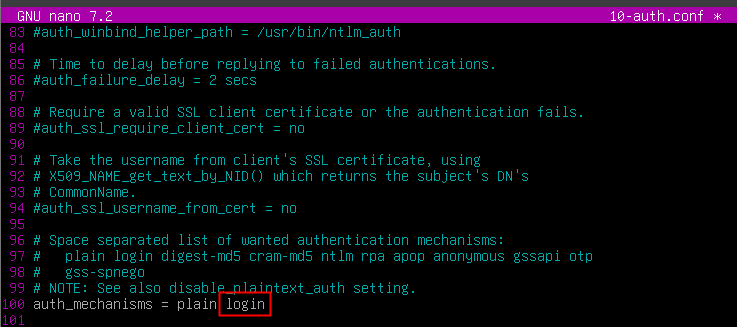 GNU nano 7.2 10-auth.conf *
83 #auth_winbind_helper_path = /usr/bin/ntlm_auth
84
85 # Time to delay before replying to failed authentications.
86 #auth_failure_delay = 2 secs
87
88 # Require a valid SSL client certificate or the authentication fails.
89 #auth_ssl_require_client_cert = no
90
91 # Take the username from client's SSL certificate, using
92 # X509_NAME_get_text_by_NID() which returns the subject's DN's
93 # CommonName.
94 #auth_ssl_username_from_cert = no
95
96 # Space separated list of wanted authentication mechanisms:
97 #   plain login digest-md5 cram-md5 ntlm rpa apop anonymous gssapi otp
98 #   gss-spnego
99 # NOTE: See also disable_plaintext_auth setting.
100 auth_mechanisms = plain login
101